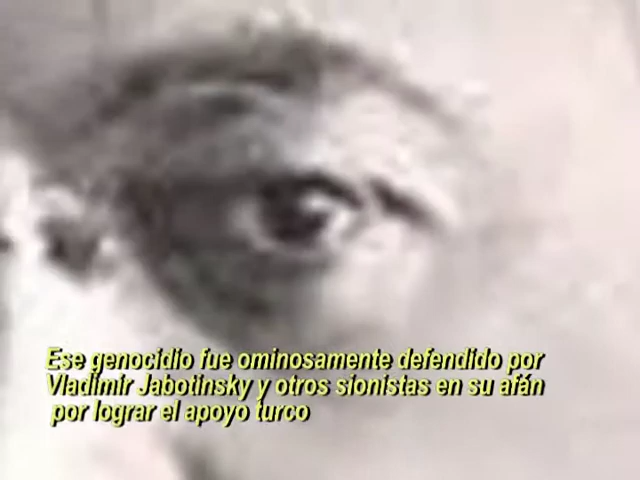 Ese genocidio fue ominosamente defendido por
Vladimir Jabotinsky y otros sionistas en su afán
por lograr el apoyo turco